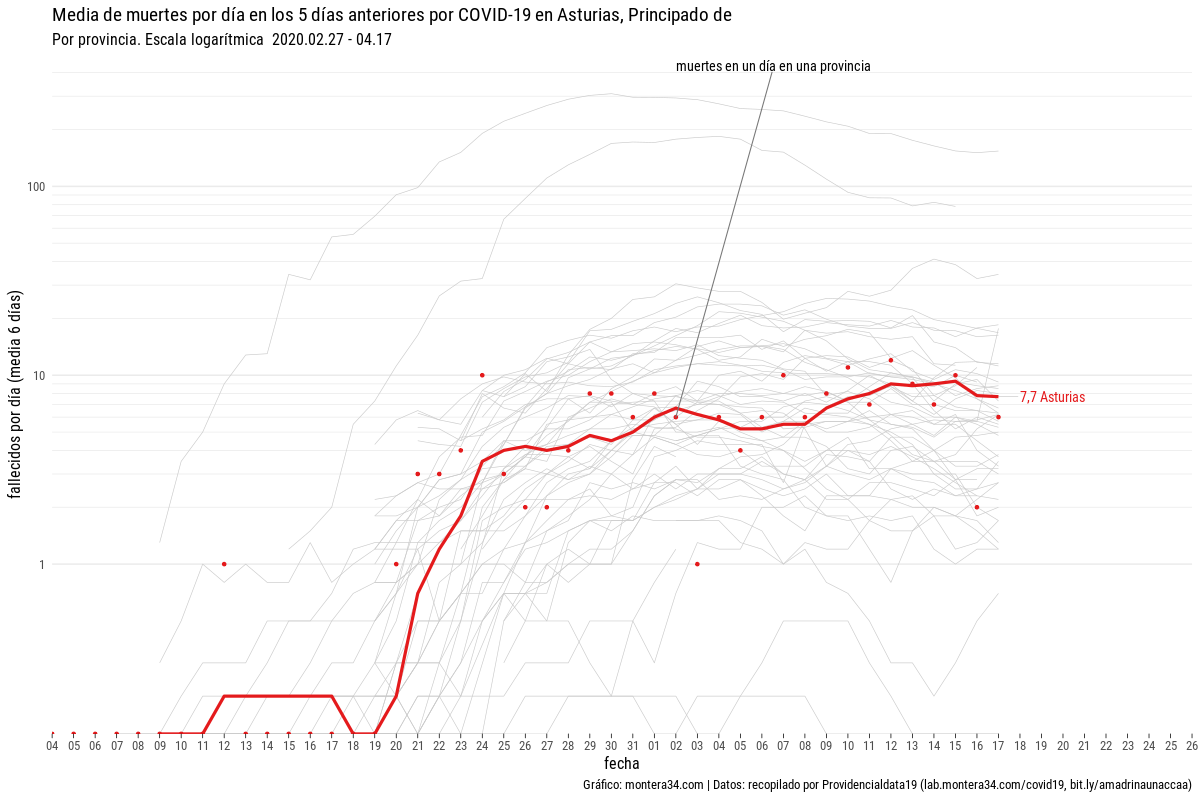 Media de muertes por día en los 5 días anteriores por COVID-19 en Asturias, Principado de
Por provincia. Escala logarítmica 2020.02.27 - 04.17
muertes en un día en una provincia
fallecidos por día (media 6 días)
100
10
1
7,7 Asturias
04 05 06 07 08 09 10 11 12 13 14 15 16 17 18 19 20 21 22 23 24 25 26 27 28 29 30 31 01 02 03 04 05 06 07 08 09 10 11 12 13 14 15 16 17 18 19 20 21 22 23 24 25 26
fecha
Gráfico: montera34.com | Datos: recopilado por Providencialdata19 (lab.montera34.com/covid19, bit.ly/amadrinaunaccaa)